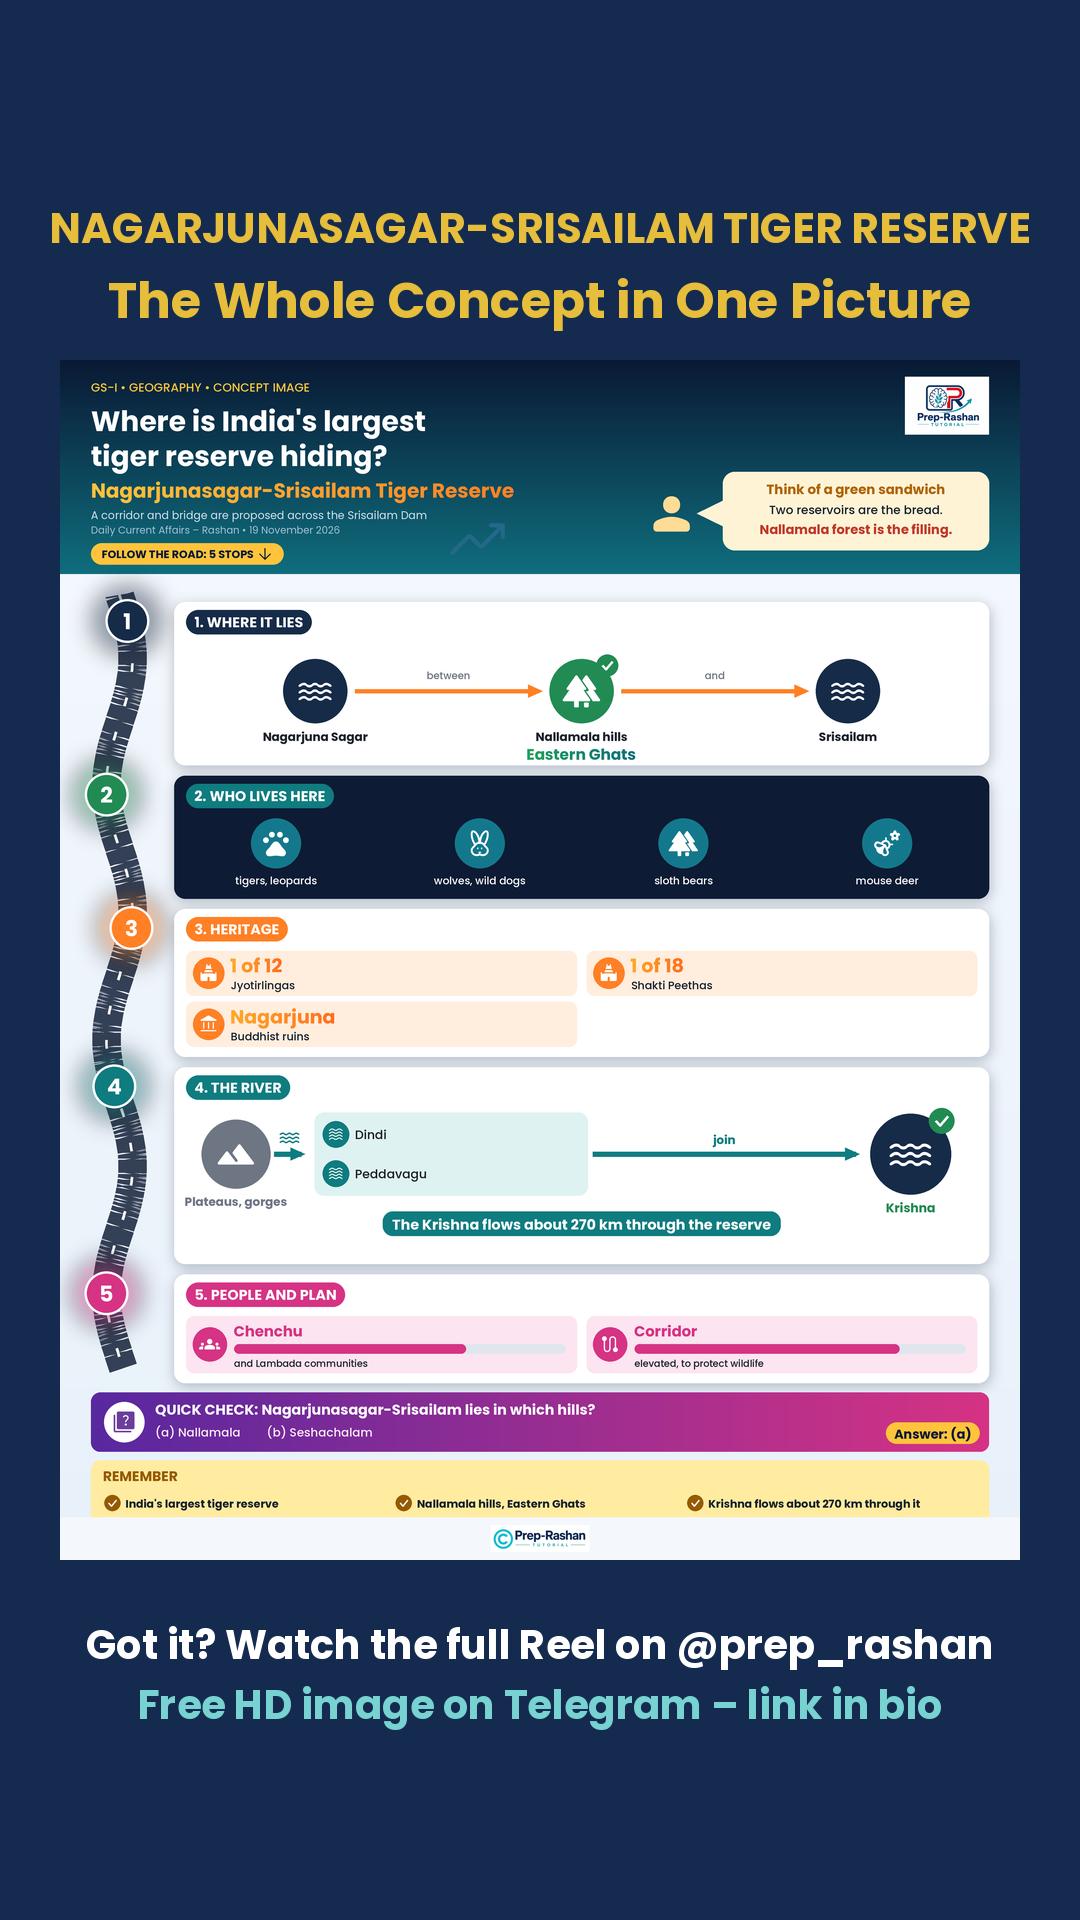 NAGARJUNASAGAR-SRISAILAM TIGER RESERVE
The Whole Concept in One Picture
GS-I • GEOGRAPHY • CONCEPT IMAGE
Where is India's largest
tiger reserve hiding?
Nagarjunasagar-Srisailam Tiger Reserve
A corridor and bridge are proposed across the Srisailam Dam
Daily Current Affairs – Rashan • 19 November 2026
FOLLOW THE ROAD: 5 STOPS ↓
Prep-Rashan
TUTORIAL
Think of a green sandwich
Two reservoirs are the bread.
Nallamala forest is the filling.
1
1. WHERE IT LIES
between
and
Nagarjuna Sagar
Nallamala hills
Srisailam
Eastern Ghats
2
2. WHO LIVES HERE
tigers, leopards
wolves, wild dogs
sloth bears
mouse deer
3
3. HERITAGE
1 of 12
Jyotirlingas
1 of 18
Shakti Peethas
Nagarjuna
Buddhist ruins
4
4. THE RIVER
Plateaus, gorges
Dindi
Peddavagu
join
Krishna
The Krishna flows about 270 km through the reserve
5
5. PEOPLE AND PLAN
Chenchu
and Lambada communities
Corridor
elevated, to protect wildlife
?
QUICK CHECK: Nagarjunasagar-Srisailam lies in which hills?
(a) Nallamala (b) Seshachalam
Answer: (a)
REMEMBER
India's largest tiger reserve
Nallamala hills, Eastern Ghats
Krishna flows about 270 km through it
© Prep-Rashan
TUTORIAL
Got it? Watch the full Reel on @prep_rashan
Free HD image on Telegram – link in bio